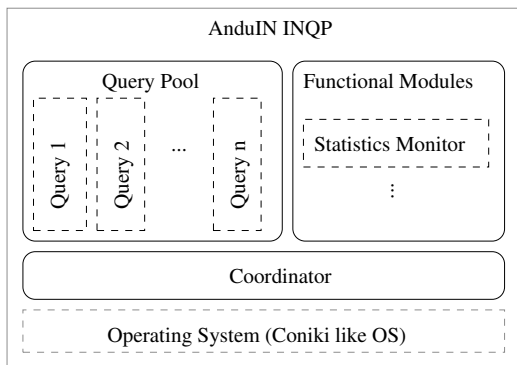 AnduIN INQP
Query Pool
Query 1
Query 2
...
Query n
Functional Modules
Statistics Monitor
...
Coordinator
Operating System (Coniki like OS)